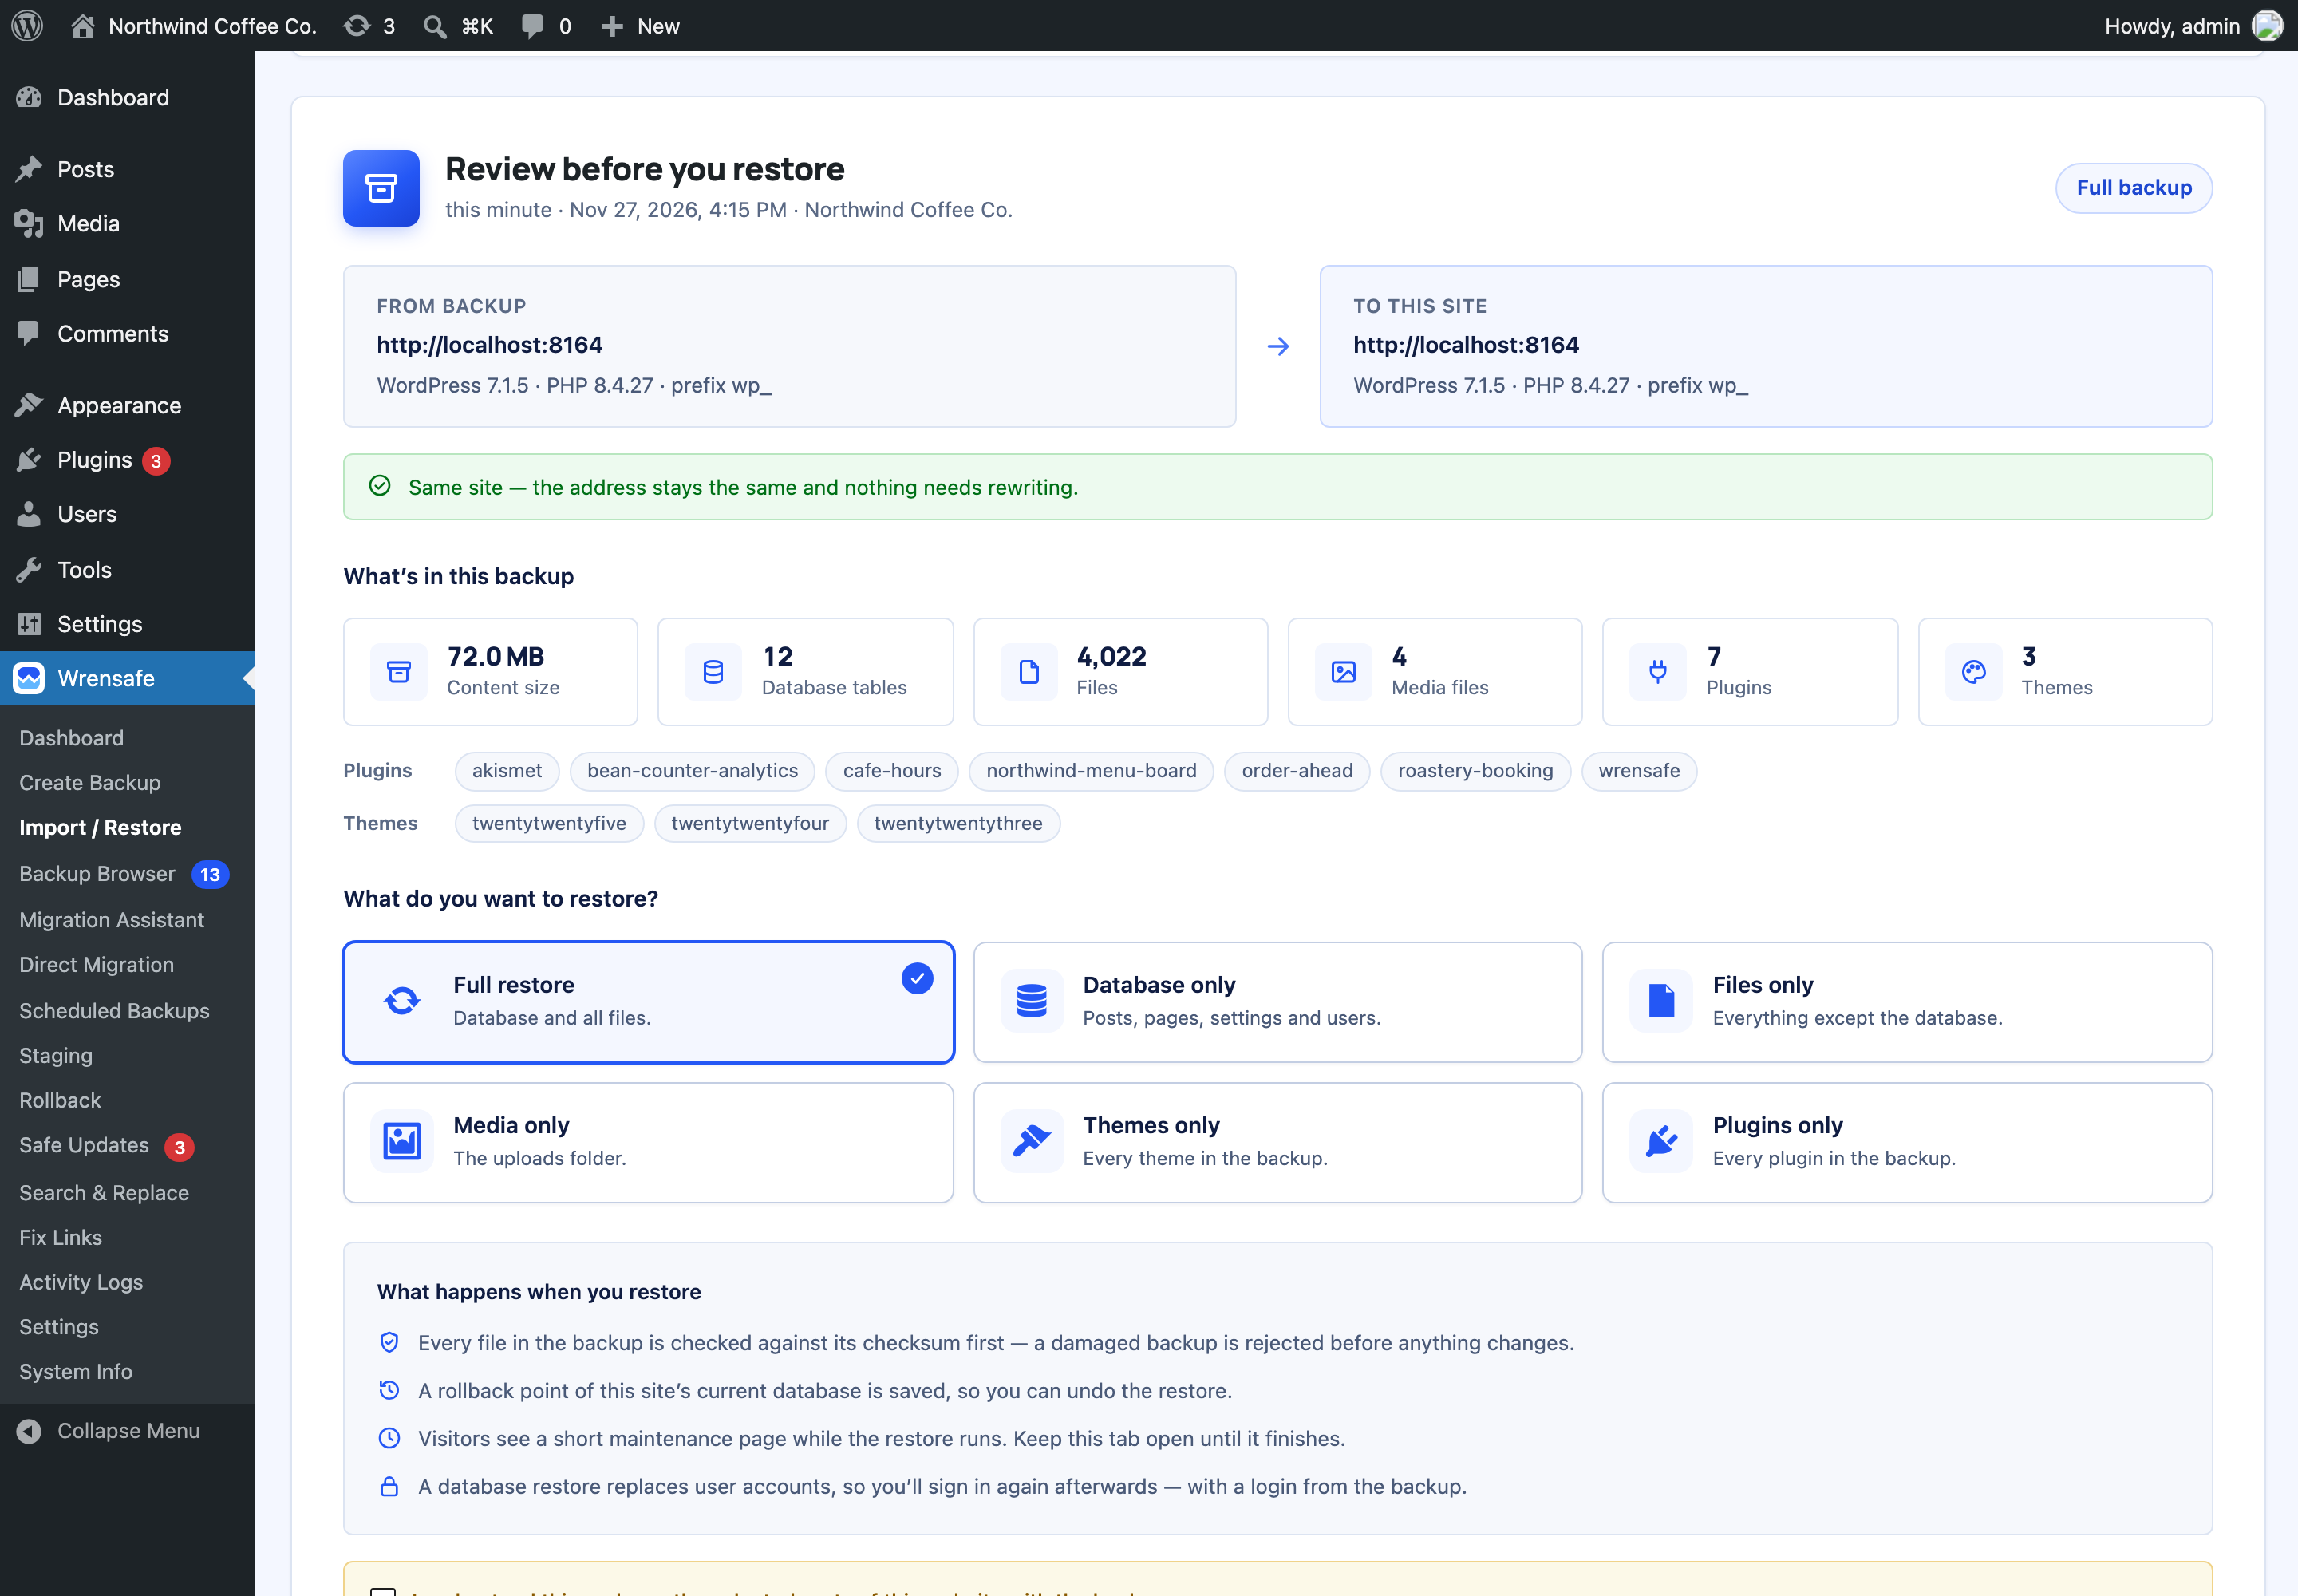 Northwind Coffee Co. 3 ⌘K 0 New Howdy, admin
Dashboard
Posts
Media
Pages
Comments
Appearance
Plugins 3
Users
Tools
Settings
Wrensafe
Dashboard
Create Backup
Import / Restore
Backup Browser 13
Migration Assistant
Direct Migration
Scheduled Backups
Staging
Rollback
Safe Updates 3
Search & Replace
Fix Links
Activity Logs
Settings
System Info
Collapse Menu
Review before you restore
this minute · Nov 27, 2026, 4:15 PM · Northwind Coffee Co.
Full backup
FROM BACKUP
http://localhost:8164
WordPress 7.1.5 · PHP 8.4.27 · prefix wp_
TO THIS SITE
http://localhost:8164
WordPress 7.1.5 · PHP 8.4.27 · prefix wp_
Same site — the address stays the same and nothing needs rewriting.
What’s in this backup
72.0 MB
Content size
12
Database tables
4,022
Files
4
Media files
7
Plugins
3
Themes
Plugins akismet bean-counter-analytics cafe-hours northwind-menu-board order-ahead roastery-booking wrensafe
Themes twentytwentyfive twentytwentyfour twentytwentythree
What do you want to restore?
Full restore
Database and all files.
Database only
Posts, pages, settings and users.
Files only
Everything except the database.
Media only
The uploads folder.
Themes only
Every theme in the backup.
Plugins only
Every plugin in the backup.
What happens when you restore
Every file in the backup is checked against its checksum first — a damaged backup is rejected before anything changes.
A rollback point of this site’s current database is saved, so you can undo the restore.
Visitors see a short maintenance page while the restore runs. Keep this tab open until it finishes.
A database restore replaces user accounts, so you’ll sign in again afterwards — with a login from the backup.